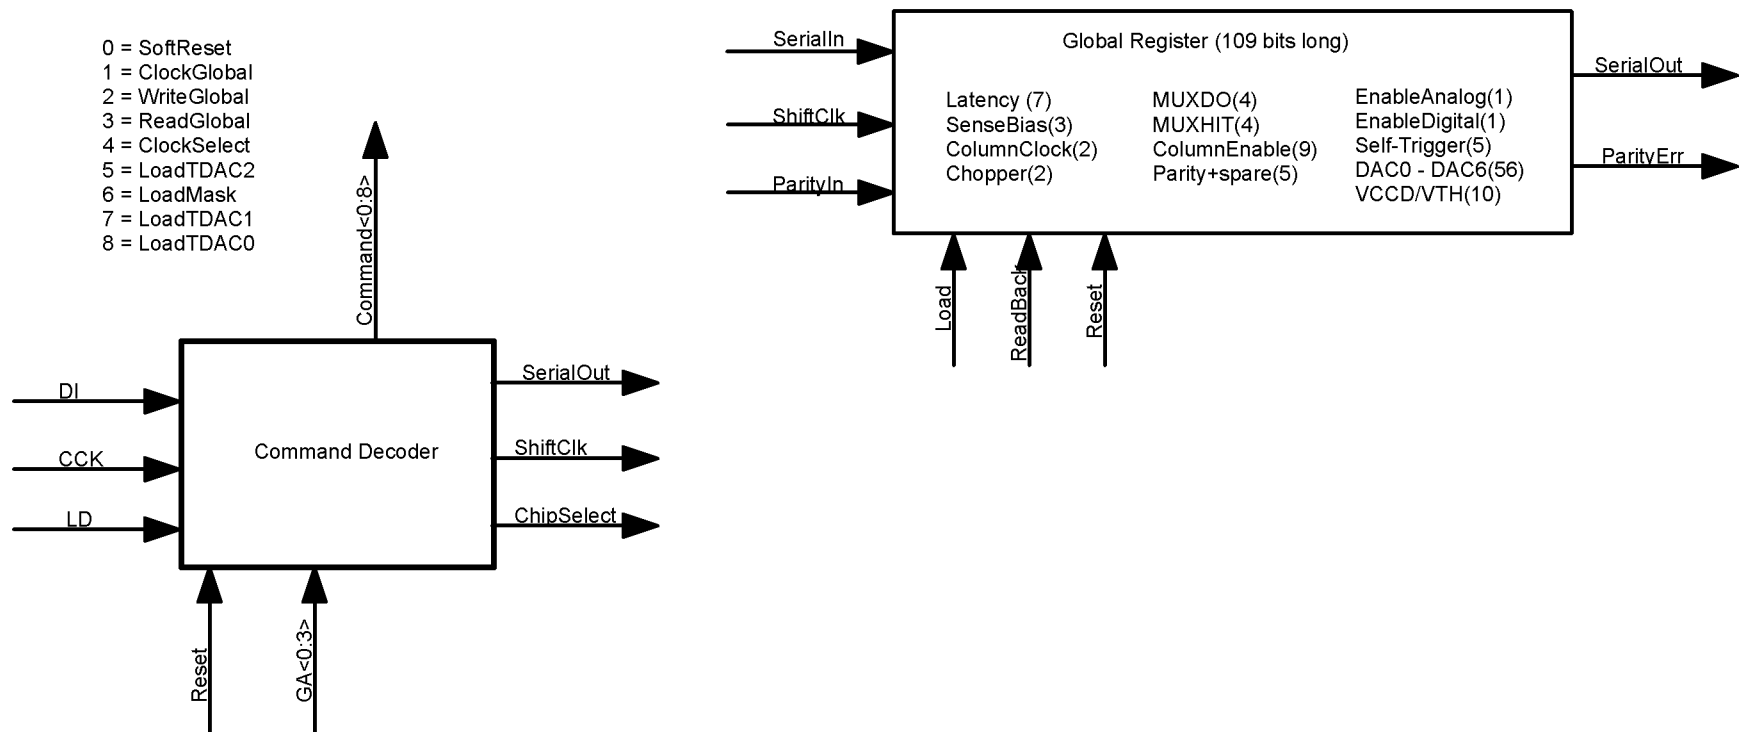 0 = SoftReset
1 = ClockGlobal
2 = WriteGlobal
3 = ReadGlobal
4 = ClockSelect
5 = LoadTDAC2
6 = LoadMask
7 = LoadTDAC1
8 = LoadTDAC0
Command<0:8>
DI
CCK
LD
Command Decoder
SerialOut
ShiftClk
ChipSelect
Reset
GA<0:3>
SerialIn
ShiftClk
ParityIn
Global Register (109 bits long)
Latency (7)
SenseBias(3)
ColumnClock(2)
Chopper(2)
MUXDO(4)
MUXHIT(4)
ColumnEnable(9)
Parity+spare(5)
EnableAnalog(1)
EnableDigital(1)
Self-Trigger(5)
DAC0 - DAC6(56)
VCCD/VTH(10)
SerialOut
ParityErr
Load
ReadBack
Reset